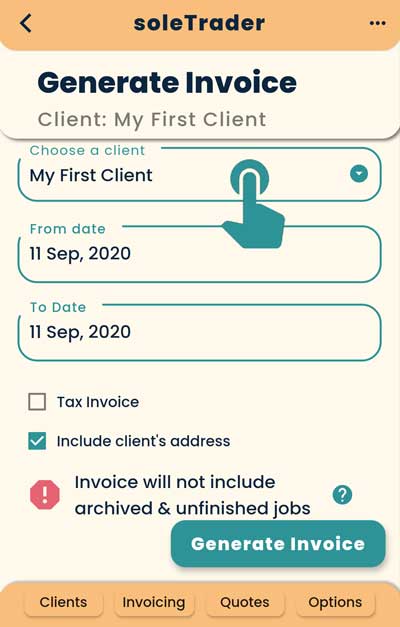 soleTrader
Generate Invoice
Client: My First Client
Choose a client
My First Client
From date
11 Sep, 2020
To Date
11 Sep, 2020
Tax Invoice
Include client's address
Invoice will not include
archived & unfinished jobs
Generate Invoice
Clients Invoicing Quotes Options